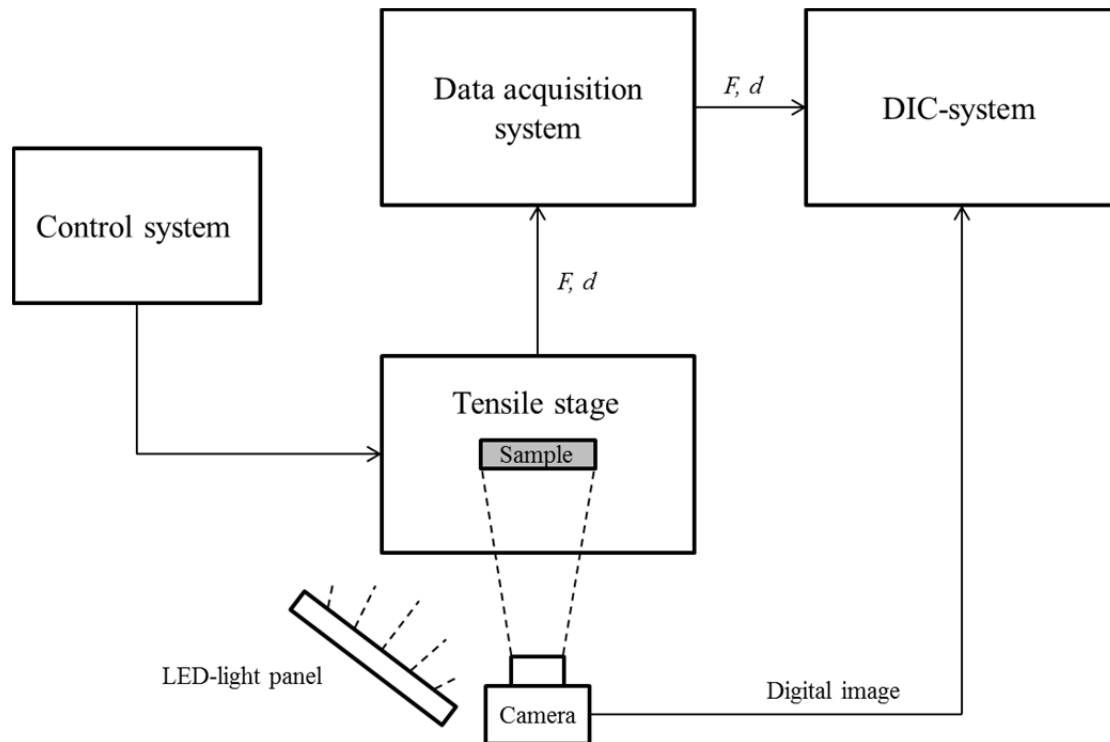 Data acquisition
system
F, d
DIC-system
Control system
F, d
Tensile stage
Sample
LED-light panel
Camera
Digital image